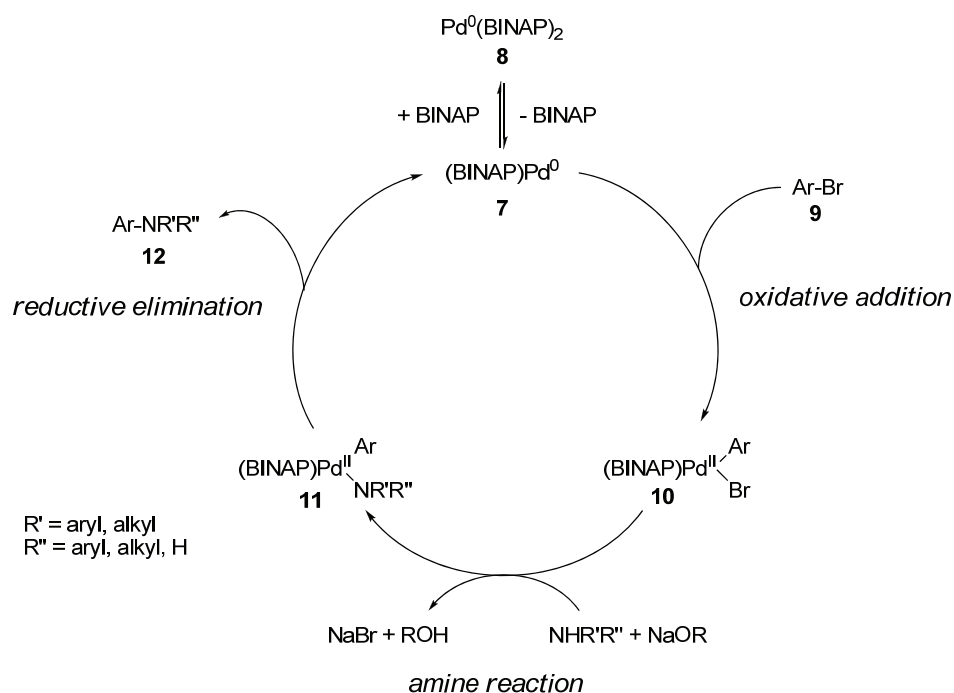 Pd⁰(BINAP)₂
8
+ BINAP - BINAP
(BINAP)Pd⁰
7
Ar-Br
9
Ar-NR'R"
12
reductive elimination
oxidative addition
(BINAP)Pdᴵᴵ Ar
NR'R"
11
(BINAP)Pdᴵᴵ Ar
Br
10
R' = aryl, alkyl
R" = aryl, alkyl, H
NaBr + ROH
NHR'R" + NaOR
amine reaction